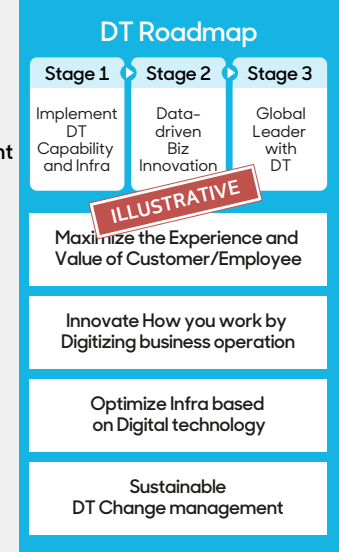 DT Roadmap
Stage 1
Stage 2
Stage 3
Implement
DT
Capability
and Infra
Data-
driven
Biz
Innovation
Global
Leader
with
DT
nt
ILLUSTRATIVE
Maximize the Experience and
Value of Customer/Employee
Innovate How you work by
Digitizing business operation
Optimize Infra based
on Digital technology
Sustainable
DT Change management